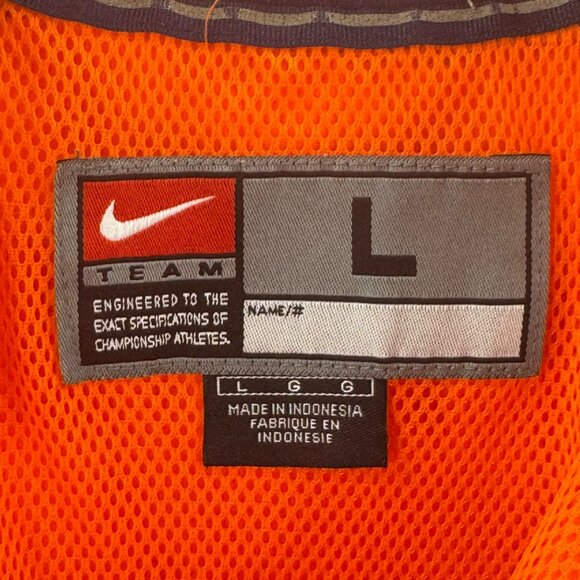 TEAM
ENGINEERED TO THE
EXACT SPECIFICATIONS OF
CHAMPIONSHIP ATHLETES.
L
NAME/#
L G G
MADE IN INDONESIA
FABRIQUE EN
INDONESIE